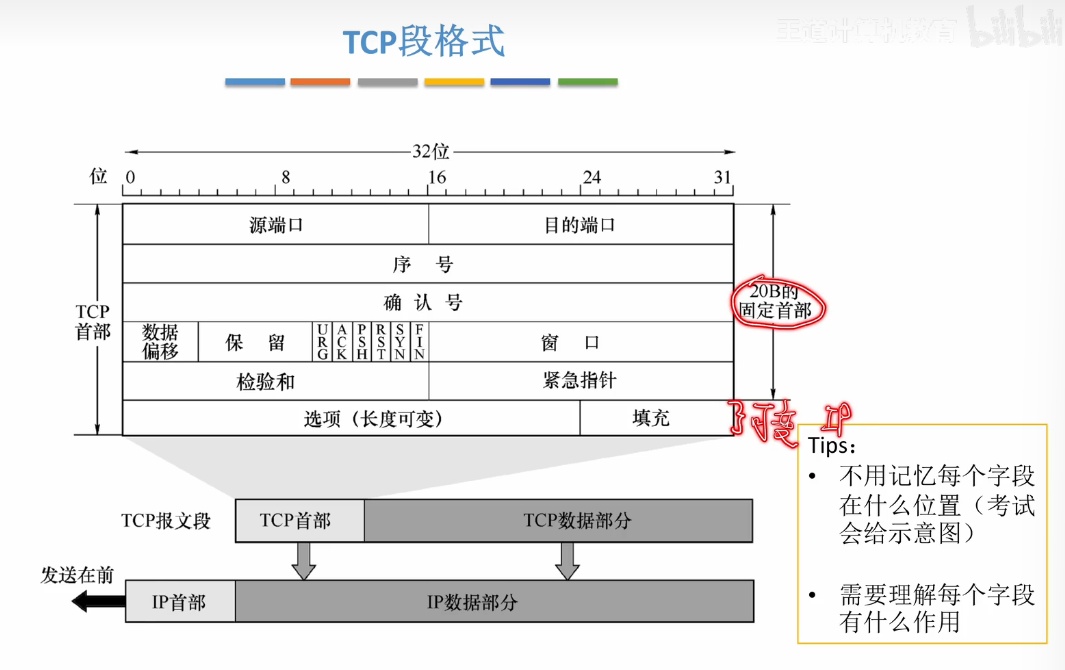 王道计算机教育 bilibili
TCP段格式
32位
位 0 8 16 24 31
源端口 目的端口
序 号
TCP
首部
确 认 号
20B的
固定首部
数据
偏移
保 留
URG
ACK
PSH
RST
SYN
FIN
窗 口
检验和 紧急指针
选项（长度可变） 填充
Tips：
• 不用记忆每个字段
在什么位置（考试
会给示意图）
• 需要理解每个字段
有什么作用
TCP报文段 TCP首部 TCP数据部分
发送在前
IP首部 IP数据部分